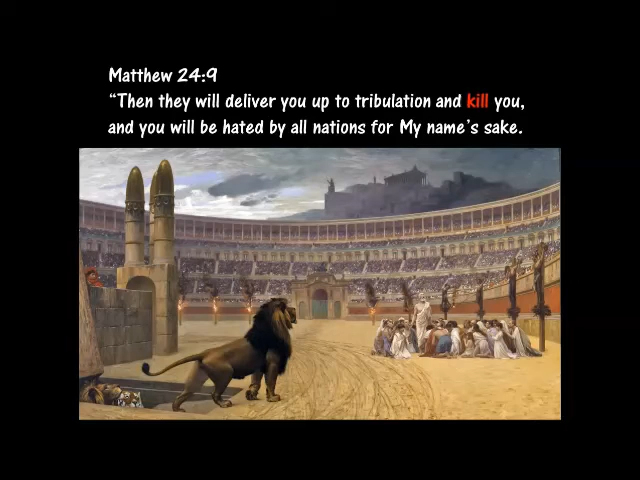 Matthew 24:9
“Then they will deliver you up to tribulation and kill you,
and you will be hated by all nations for My name’s sake.